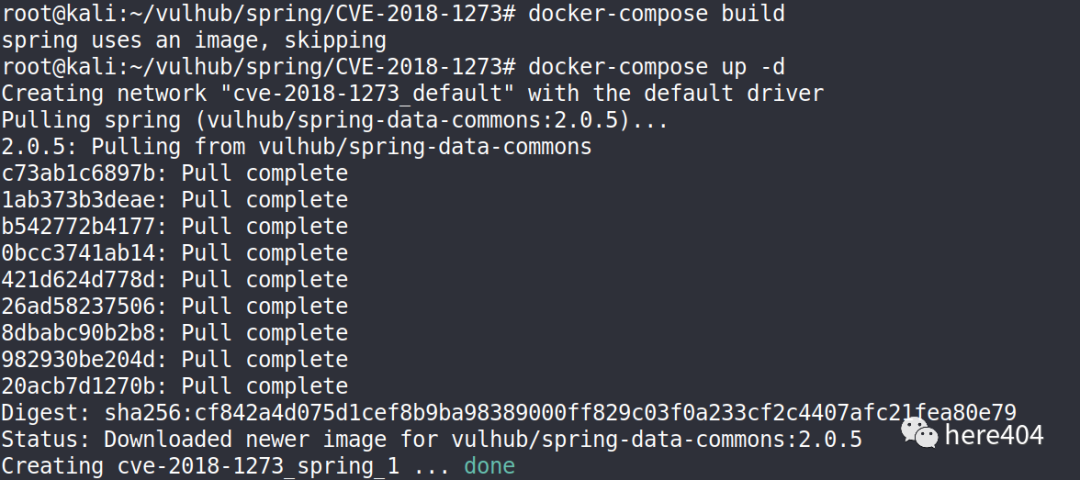 root@kali:~/vulhub/spring/CVE-2018-1273# docker-compose build
spring uses an image, skipping
root@kali:~/vulhub/spring/CVE-2018-1273# docker-compose up -d
Creating network "cve-2018-1273_default" with the default driver
Pulling spring (vulhub/spring-data-commons:2.0.5)...
2.0.5: Pulling from vulhub/spring-data-commons
c73ab1c6897b: Pull complete
1ab373b3deae: Pull complete
b542772b4177: Pull complete
0bcc3741ab14: Pull complete
421d624d778d: Pull complete
26ad58237506: Pull complete
8dbabc90b2b8: Pull complete
982930be204d: Pull complete
20acb7d1270b: Pull complete
Digest: sha256:cf842a4d075d1cef8b9ba98389000ff829c03f0a233cf2c4407afc21fea80e79
Status: Downloaded newer image for vulhub/spring-data-commons:2.0.5
here404
Creating cve-2018-1273_spring_1 ... done